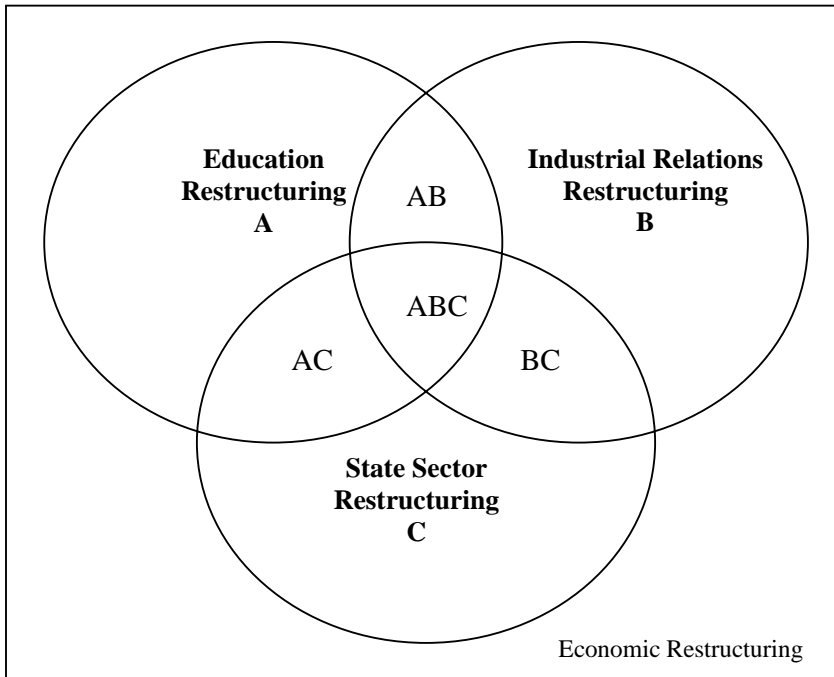 Education
Restructuring
A
Industrial Relations
Restructuring
B
AB
ABC
AC
BC
State Sector
Restructuring
C
Economic Restructuring